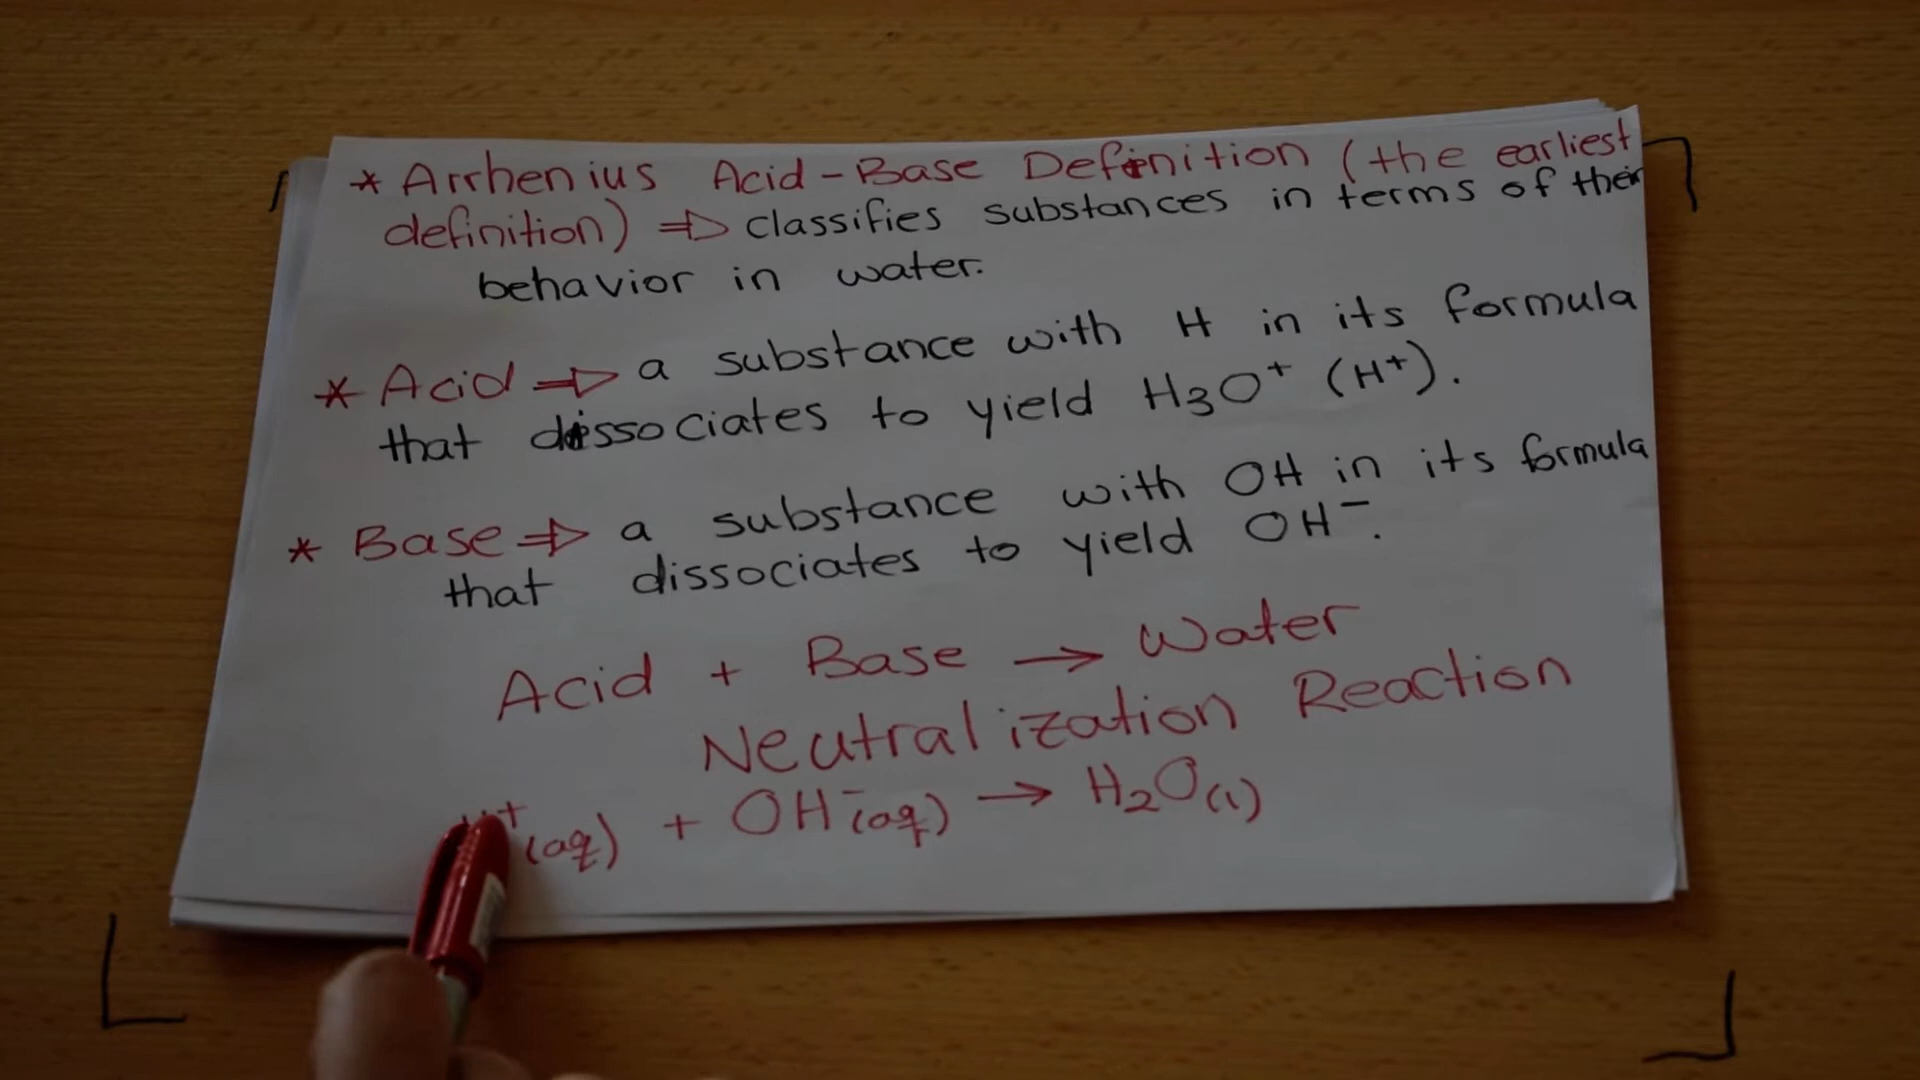 * Arrhenius Acid-Base Definition (the earliest
definition) ⇒ classifies substances in terms of their
behavior in water.
* Acid ⇒ a substance with H in its formula
that dissociates to yield H₃O⁺ (H⁺).
* Base ⇒ a substance with OH in its formula
that dissociates to yield OH⁻.
Acid + Base → Water
Neutralization Reaction
⁺(aq) + OH⁻(aq) → H₂O(l)